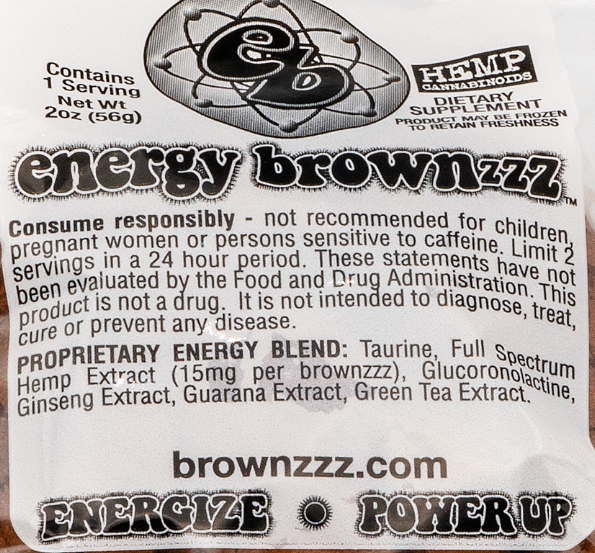 eb
Contains
1 Serving
Net Wt
2oz (56g)
HEMP
CANNABINOIDS
DIETARY
SUPPLEMENT
PRODUCT MAY BE FROZEN
TO RETAIN FRESHNESS
energy brownzzz™
Consume responsibly - not recommended for children,
pregnant women or persons sensitive to caffeine. Limit 2
servings in a 24 hour period. These statements have not
been evaluated by the Food and Drug Administration. This
product is not a drug. It is not intended to diagnose, treat,
cure or prevent any disease.
PROPRIETARY ENERGY BLEND: Taurine, Full Spectrum
Hemp Extract (15mg per brownzzz), Glucoronolactine,
Ginseng Extract, Guarana Extract, Green Tea Extract.
brownzzz.com
ENERGIZE POWER UP